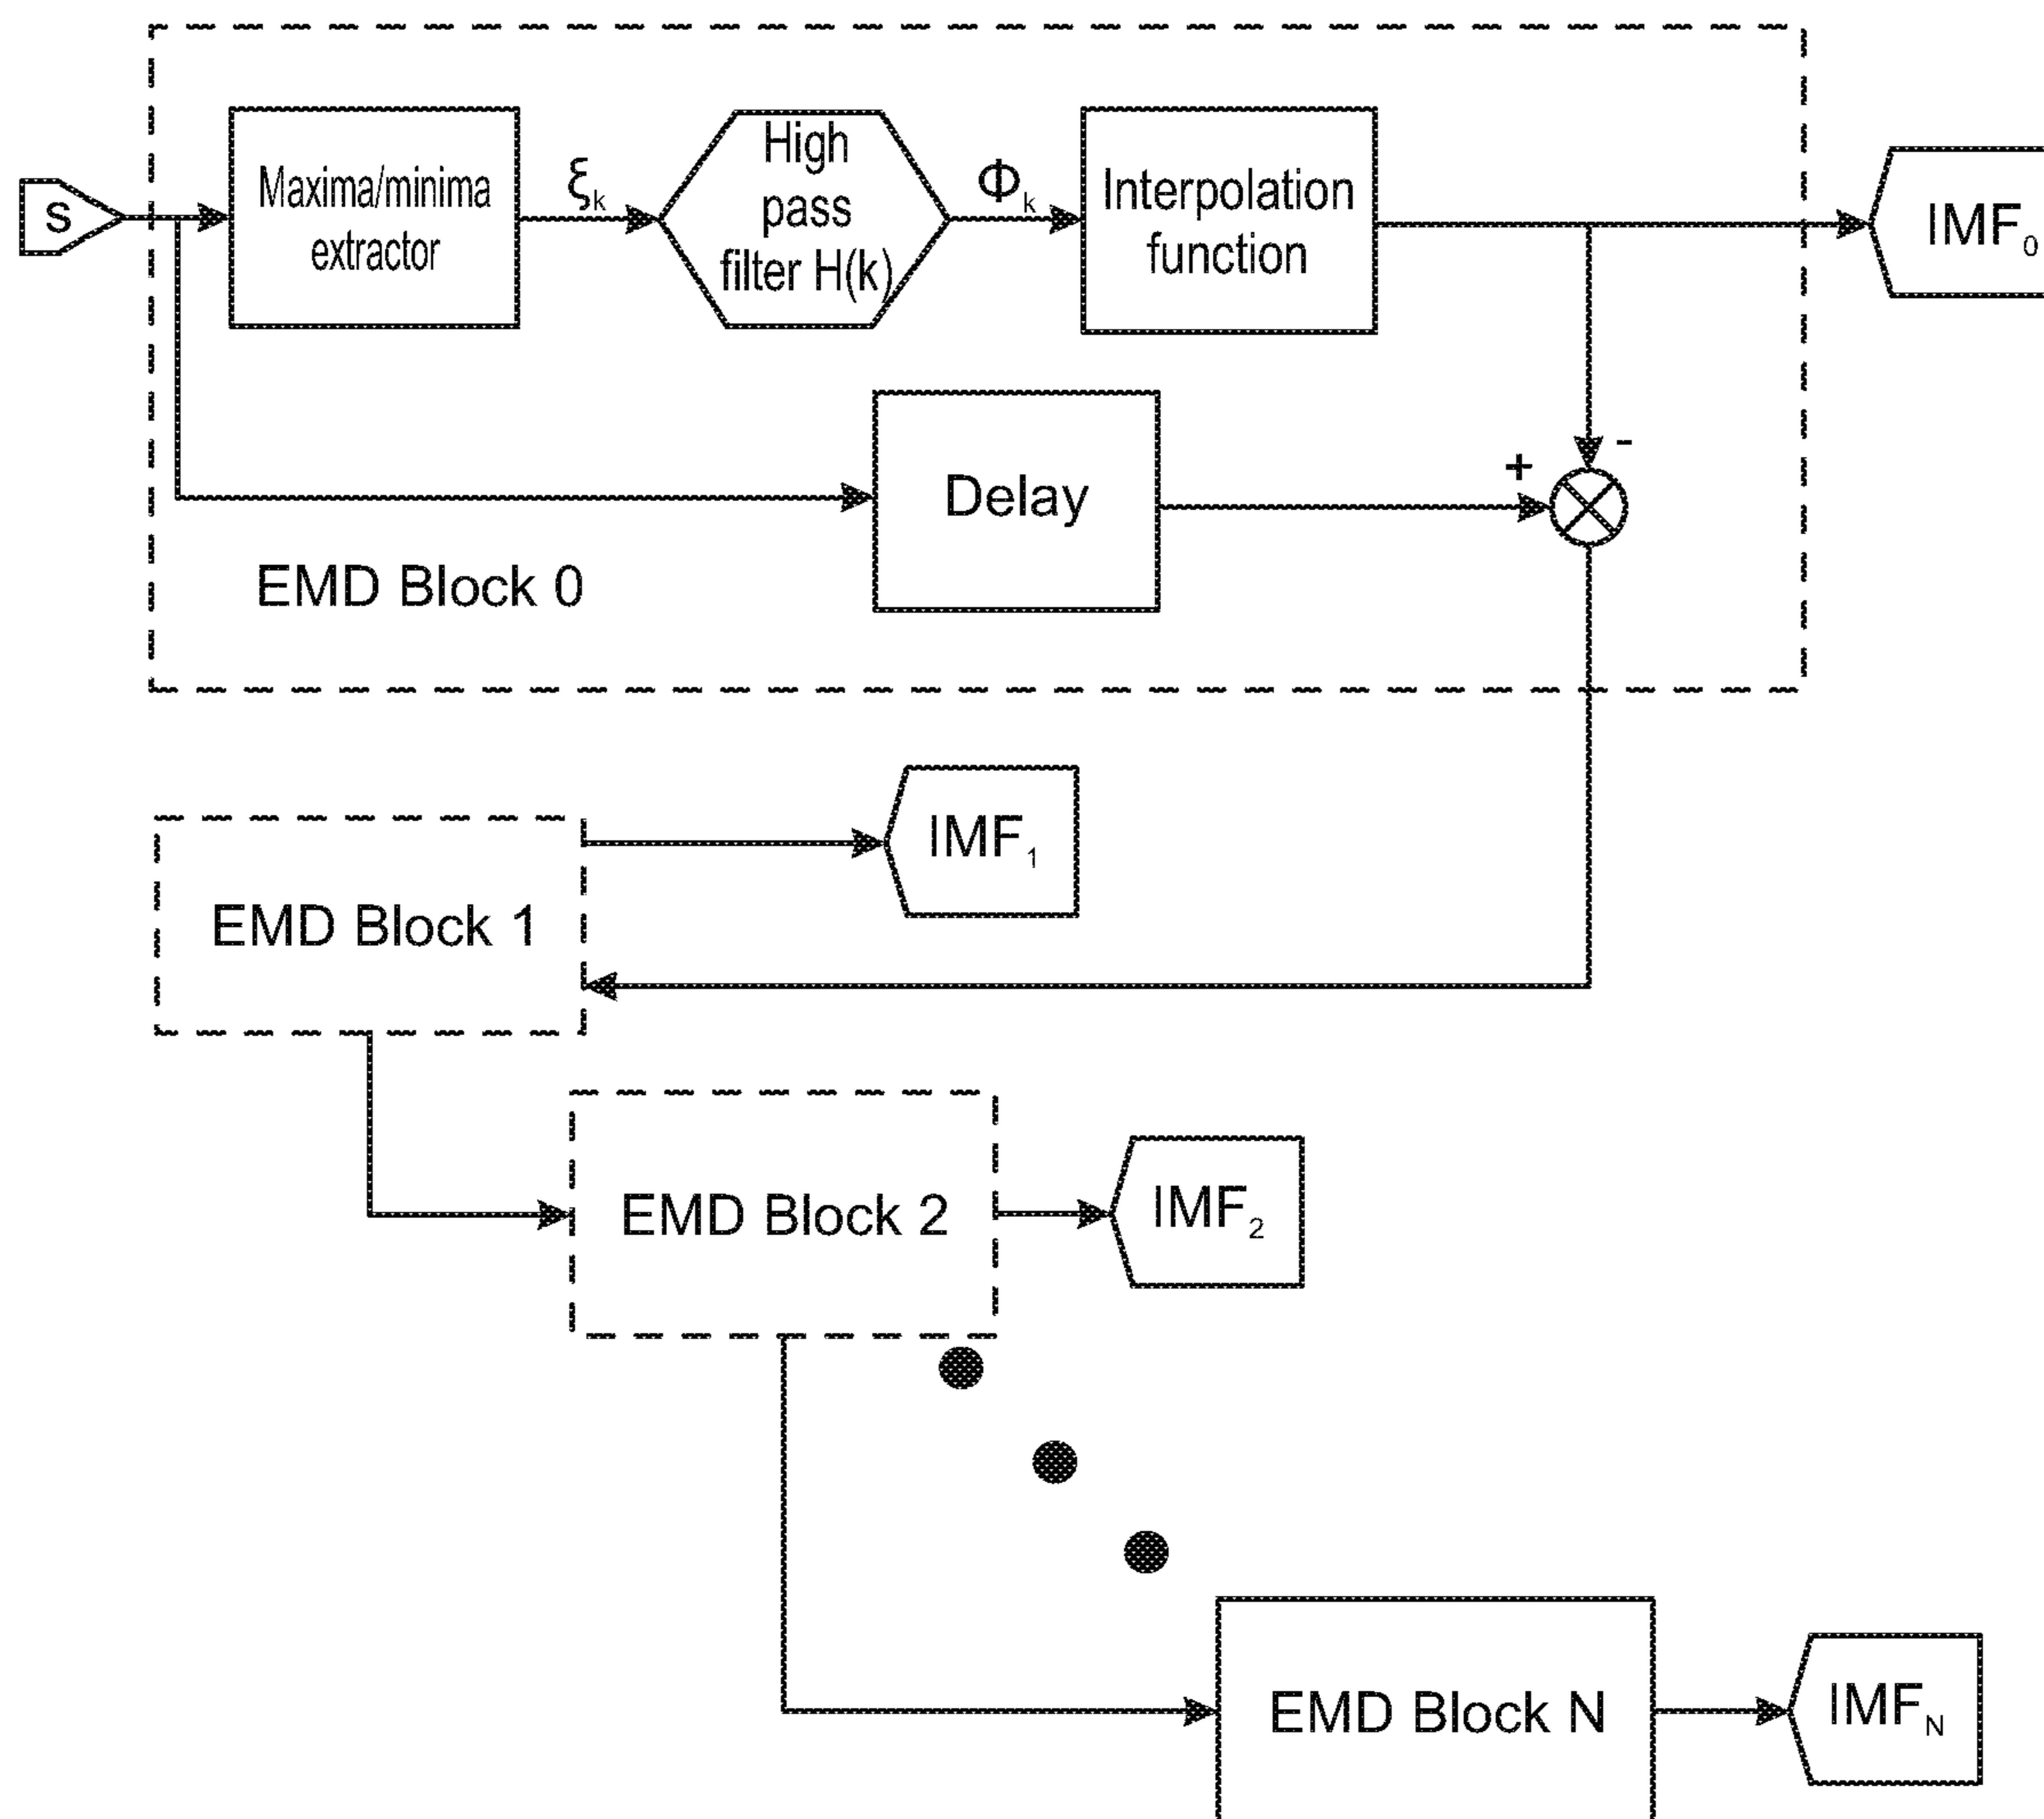 S
Maxima/minima
extractor
ξk
High
pass
filter H(k)
Φk
Interpolation
function
IMF0
Delay
+
-
EMD Block 0
IMF1
EMD Block 1
EMD Block 2
IMF2
EMD Block N
IMFN